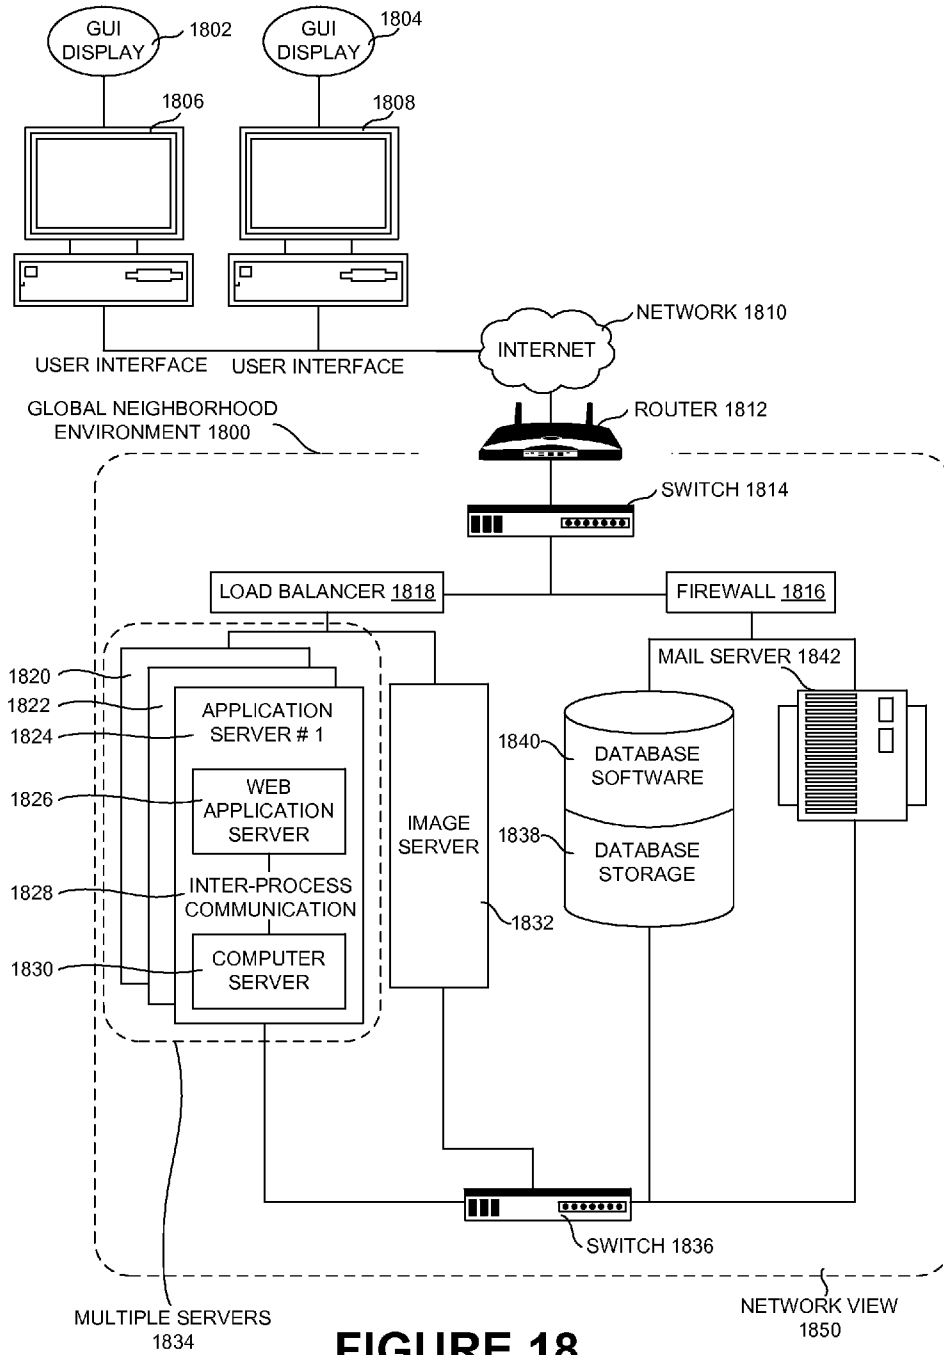 GUI
DISPLAY
1802
GUI
DISPLAY
1804
1806
1808
USER INTERFACE
USER INTERFACE
INTERNET
NETWORK 1810
ROUTER 1812
GLOBAL NEIGHBORHOOD
ENVIRONMENT 1800
SWITCH 1814
LOAD BALANCER 1818
FIREWALL 1816
MAIL SERVER 1842
1820
1822
1824
APPLICATION
SERVER # 1
1826
WEB
APPLICATION
SERVER
1828
INTER-PROCESS
COMMUNICATION
1830
COMPUTER
SERVER
IMAGE
SERVER
1832
1840
DATABASE
SOFTWARE
1838
DATABASE
STORAGE
SWITCH 1836
MULTIPLE SERVERS
1834
NETWORK VIEW
1850
FIGURE 18